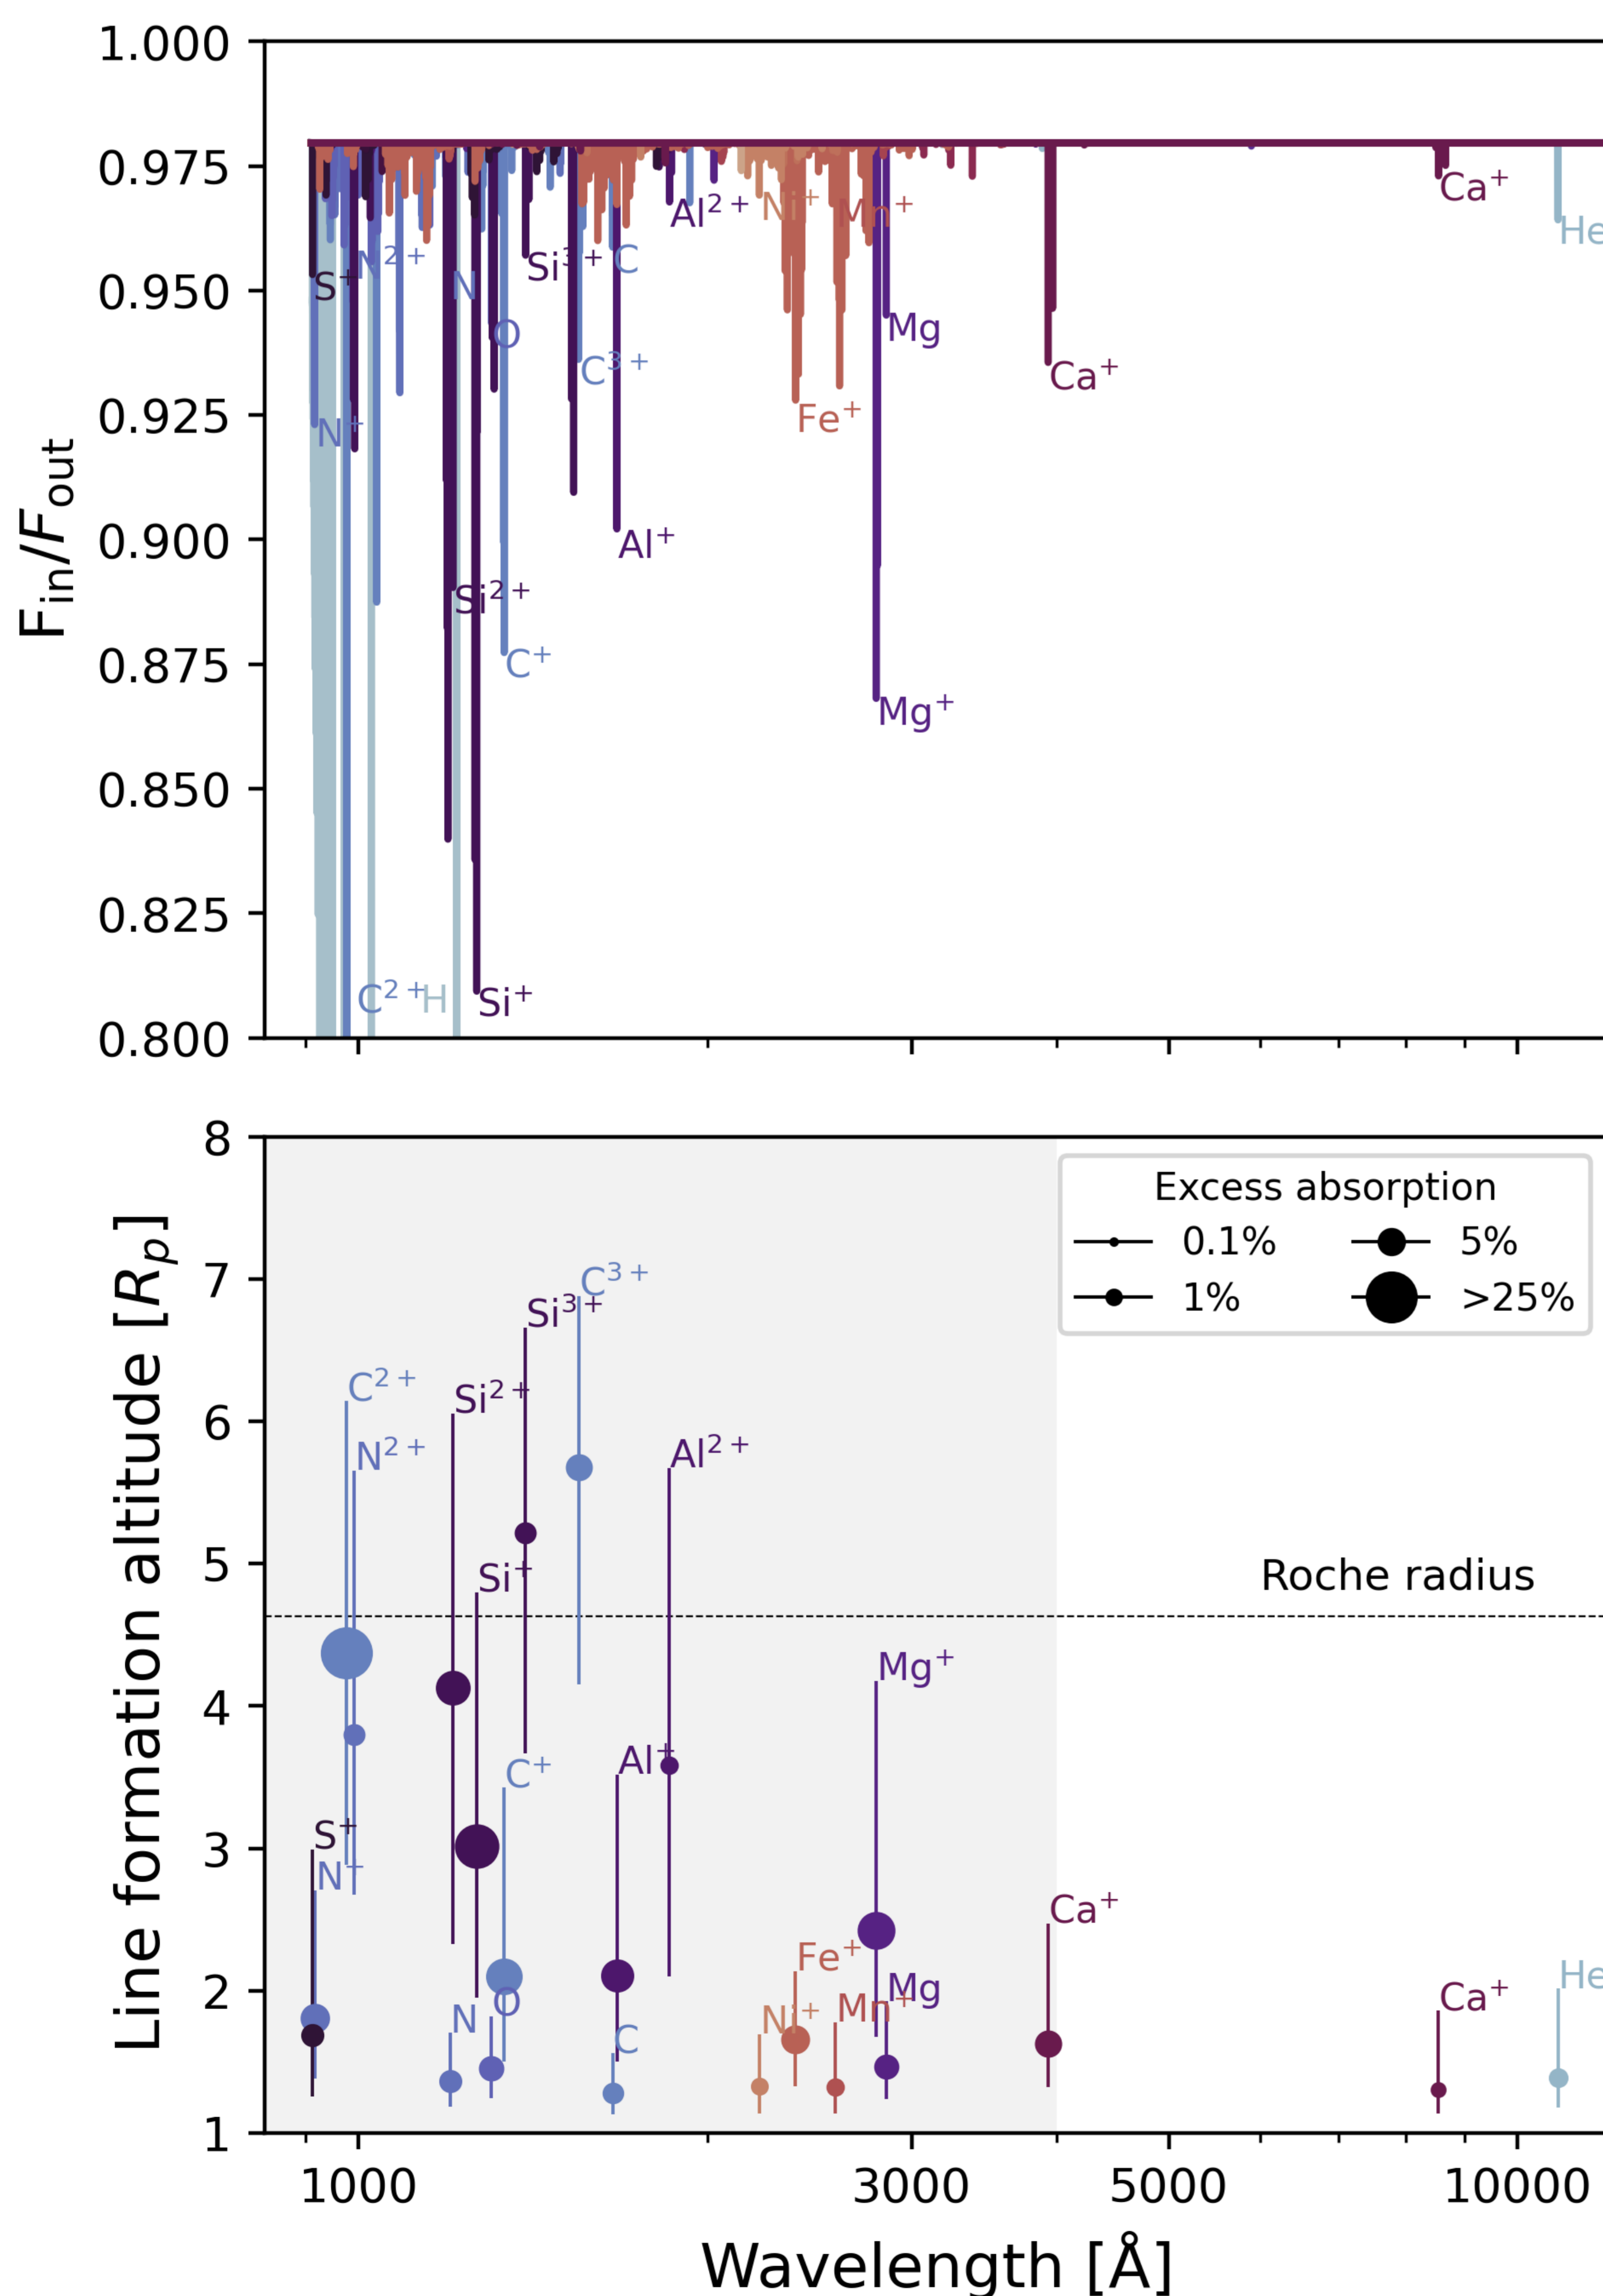 1.000
0.975
0.950
0.925
0.900
0.875
0.850
0.825
0.800
F_in/F_out
S⁺
N²⁺
N
O
Si³⁺
C
C³⁺
Al²⁺
Ni⁺
Mn⁺
Mg
Ca⁺
Ca⁺
He
N⁺
Fe⁺
Al⁺
Si²⁺
C⁺
Mg⁺
C²⁺
H
Si⁺
8
7
6
5
4
3
2
1
Line formation altitude [R_p]
Excess absorption
0.1%
5%
1%
>25%
C³⁺
Si³⁺
C²⁺
Si²⁺
N²⁺
Al²⁺
Si⁺
Roche radius
Mg⁺
Al⁺
C⁺
S⁺
N⁺
Ca⁺
Fe⁺
He
Mg
Ca⁺
N
O
Ni⁺
Mn⁺
C
1000
3000
5000
10000
Wavelength [Å]